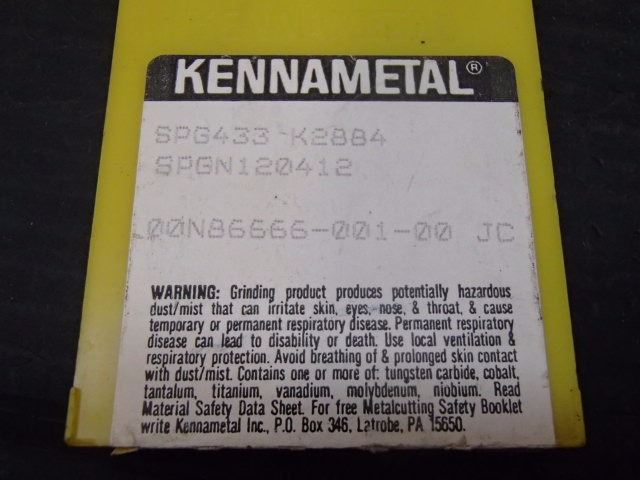 KENNAMETAL®
SPG433 K2884
SPGN120412
00N86666-001-00 JC
WARNING: Grinding product produces potentially hazardous
dust/mist that can irritate skin, eyes, nose, & throat, & cause
temporary or permanent respiratory disease. Permanent respiratory
disease can lead to disability or death. Use local ventilation &
respiratory protection. Avoid breathing of & prolonged skin contact
with dust/mist. Contains one or more of: tungsten carbide, cobalt,
tantalum, titanium, vanadium, molybdenum, niobium. Read
Material Safety Data Sheet. For free Metalcutting Safety Booklet
write Kennametal Inc., P.O. Box 346, Latrobe, PA 15650.